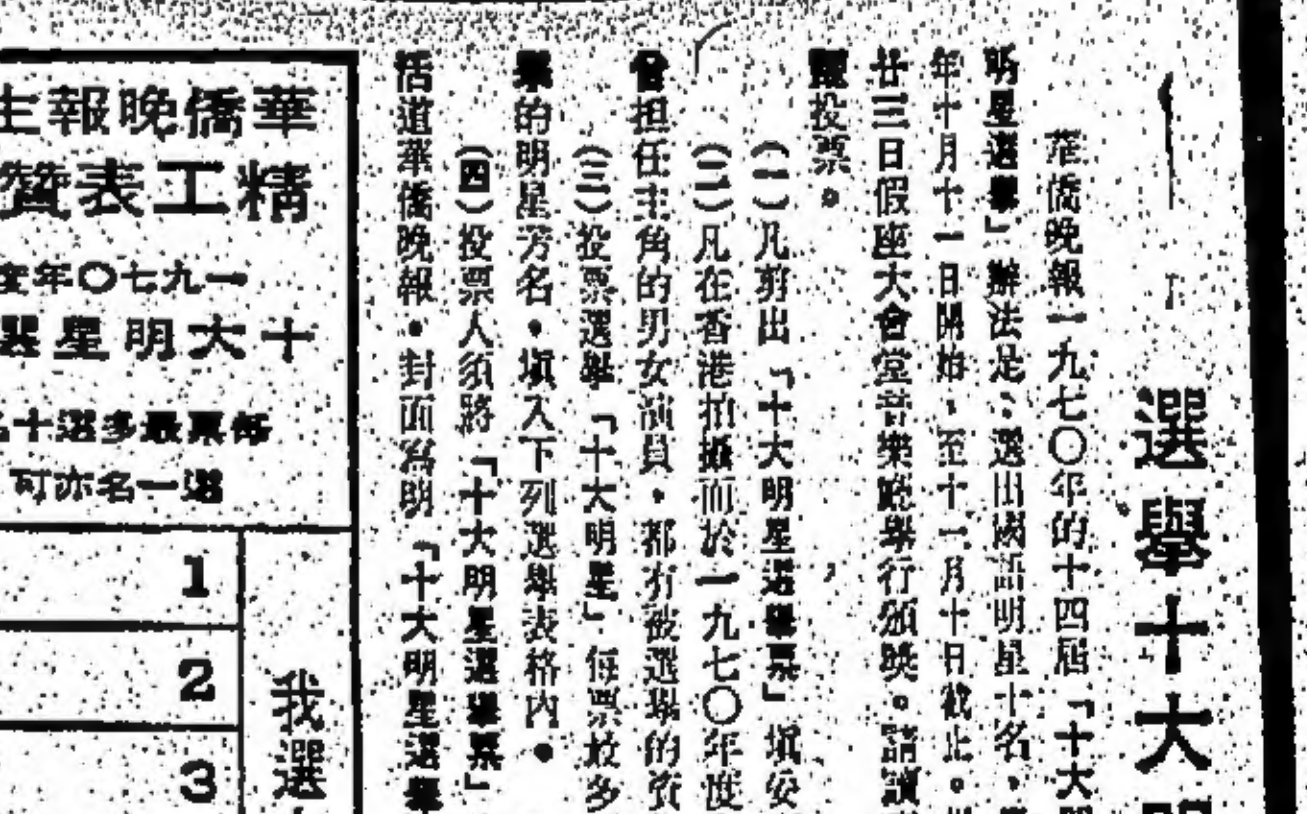 選舉十大
華僑晚報一九七〇年的十四屆「十大
明星選舉」辦法是：選出國語明星十名，
年十月十一日開始，至十一月十日截止。
廿三日假座大會堂音樂廳舉行頒獎。請讀
投票。
(一)凡剪出「十大明星選舉票」填妥
(二)凡在香港拍攝而於一九七〇年度
曾担任主角的男女演員，都有被選舉的資
(三)投票選舉「十大明星」每票最多
的明星芳名，填入下列選舉表格內。
(四)投票人須將「十大明星選舉票」
活道華僑晚報，封面寫明「十大明星選舉
華僑晚報主
精工表贊
一九七〇年度
十大明星選
每票最多選十名
選一名亦可
我選
1
2
3